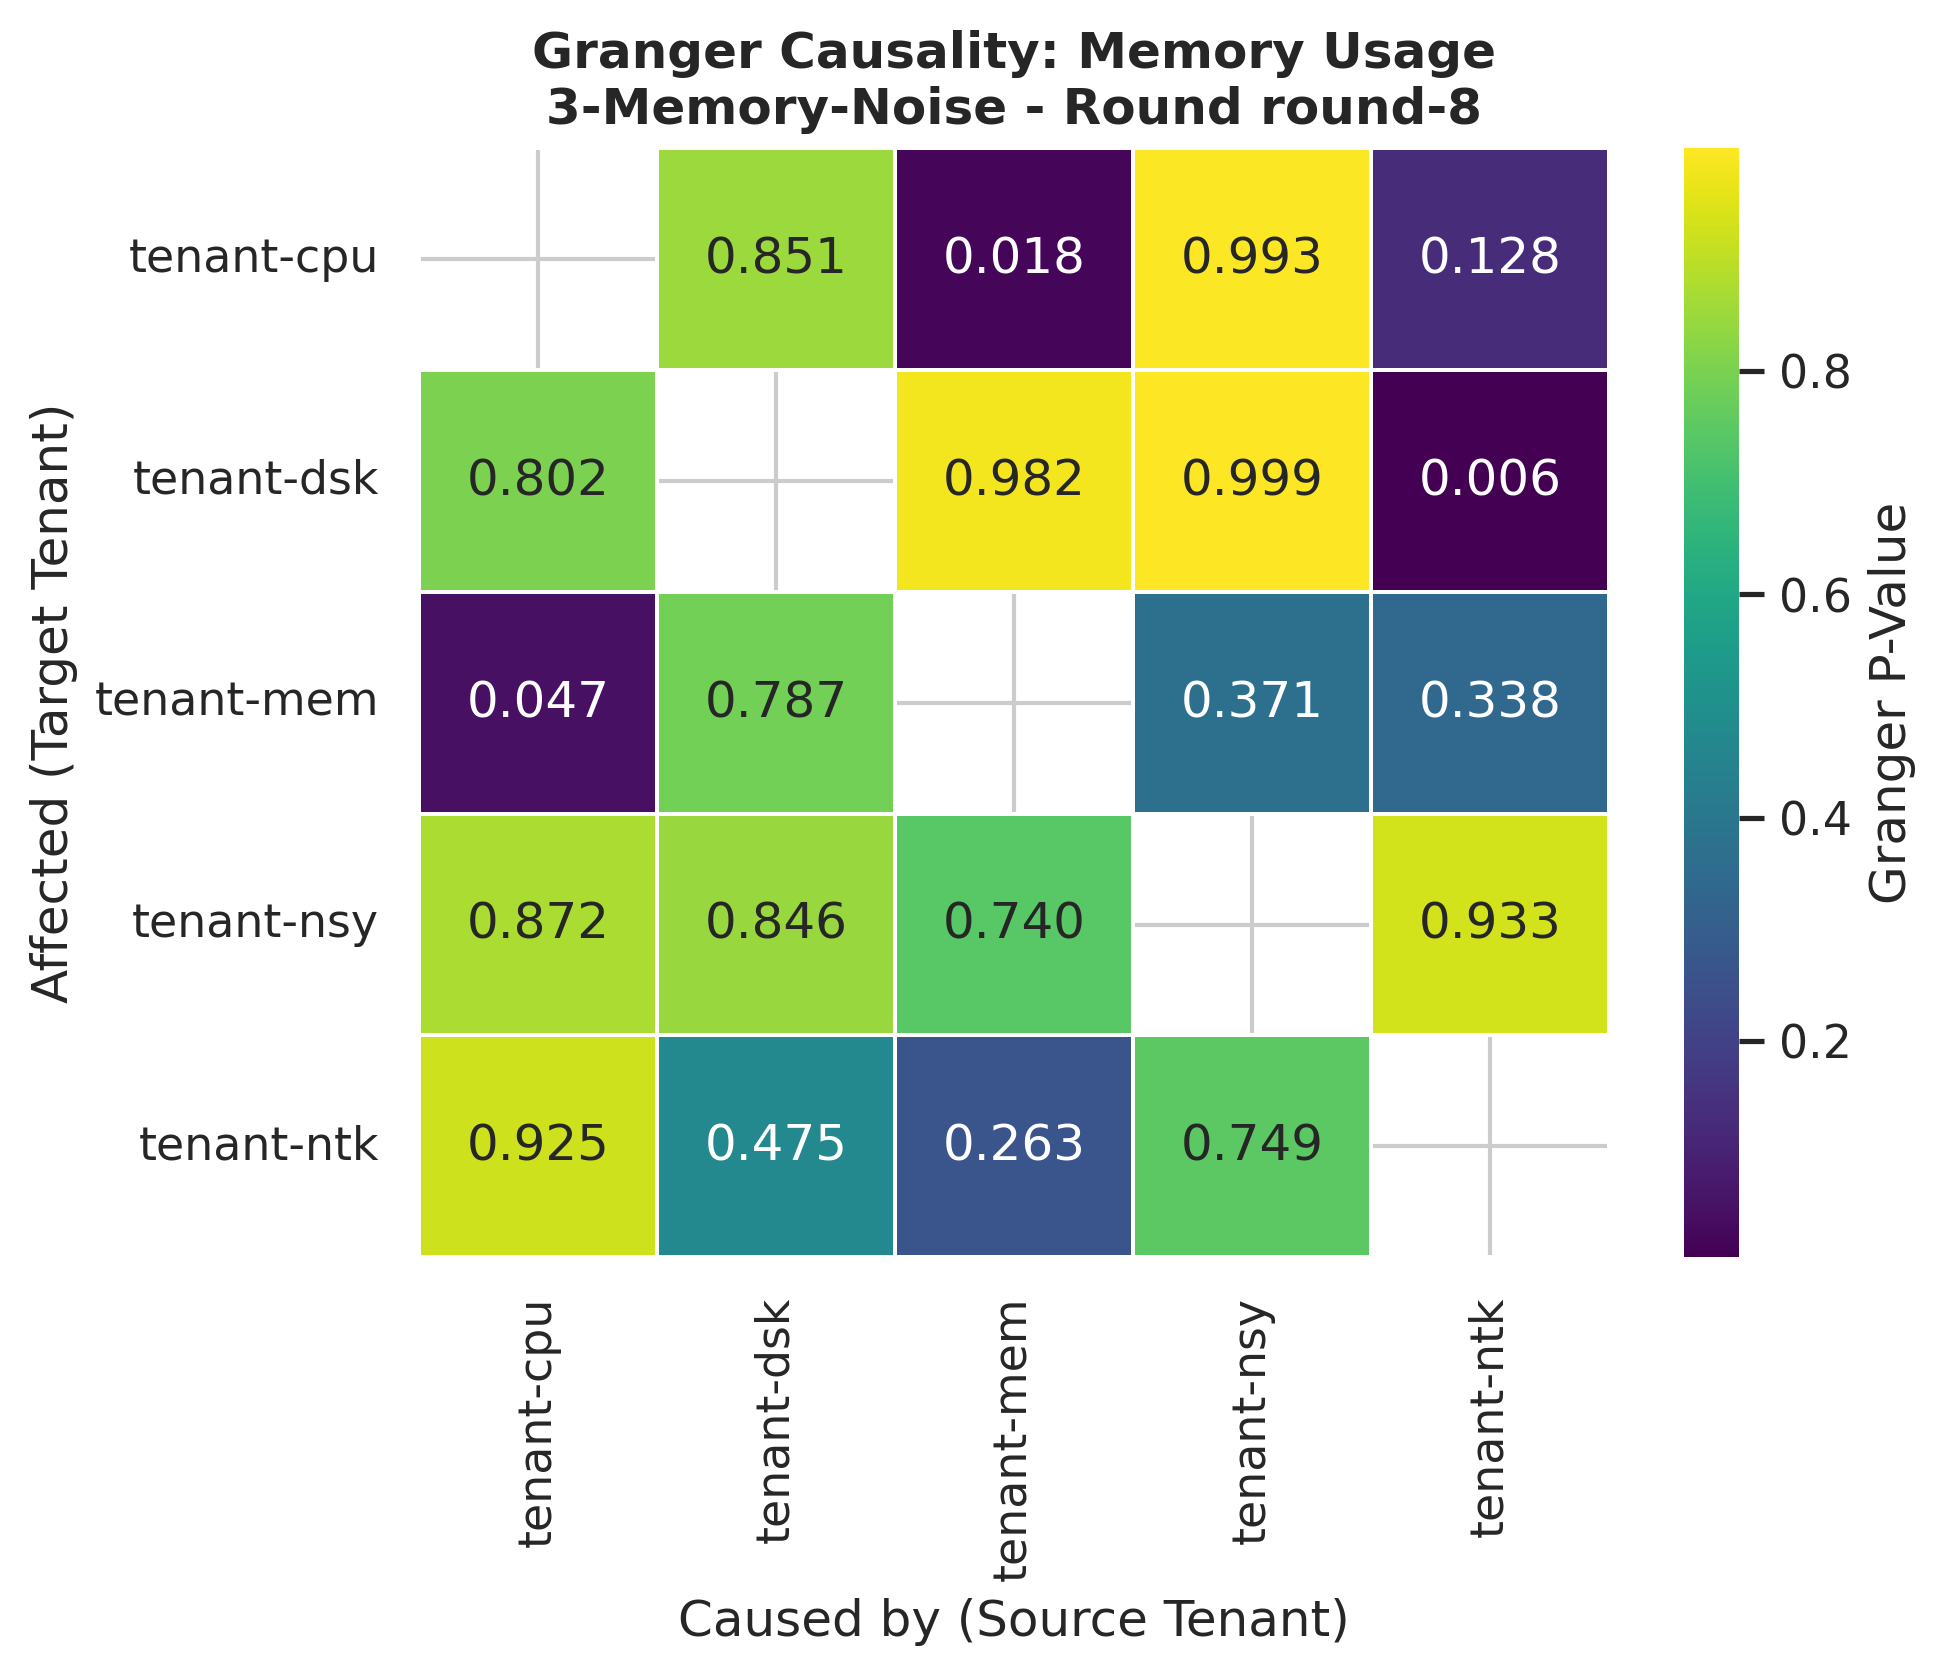 Granger Causality: Memory Usage
3-Memory-Noise - Round round-8
Affected (Target Tenant)
tenant-cpu
0.851
0.018
0.993
0.128
tenant-dsk
0.802
0.982
0.999
0.006
tenant-mem
0.047
0.787
0.371
0.338
tenant-nsy
0.872
0.846
0.740
0.933
tenant-ntk
0.925
0.475
0.263
0.749
tenant-cpu
tenant-dsk
tenant-mem
tenant-nsy
tenant-ntk
Caused by (Source Tenant)
0.8
0.6
0.4
0.2
Granger P-Value